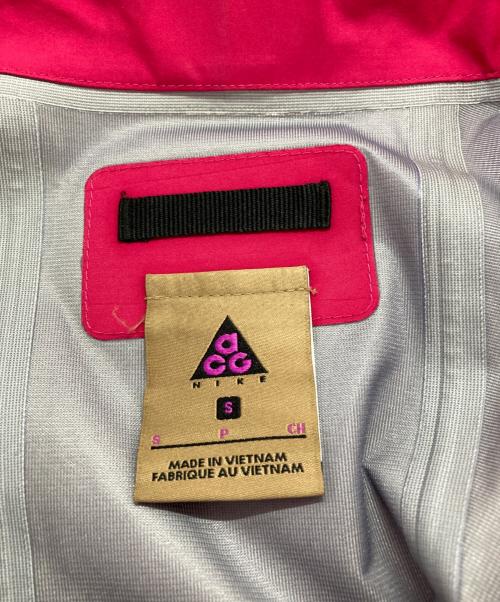 acg
NIKE
S
S P CH
MADE IN VIETNAM
FABRIQUE AU VIETNAM